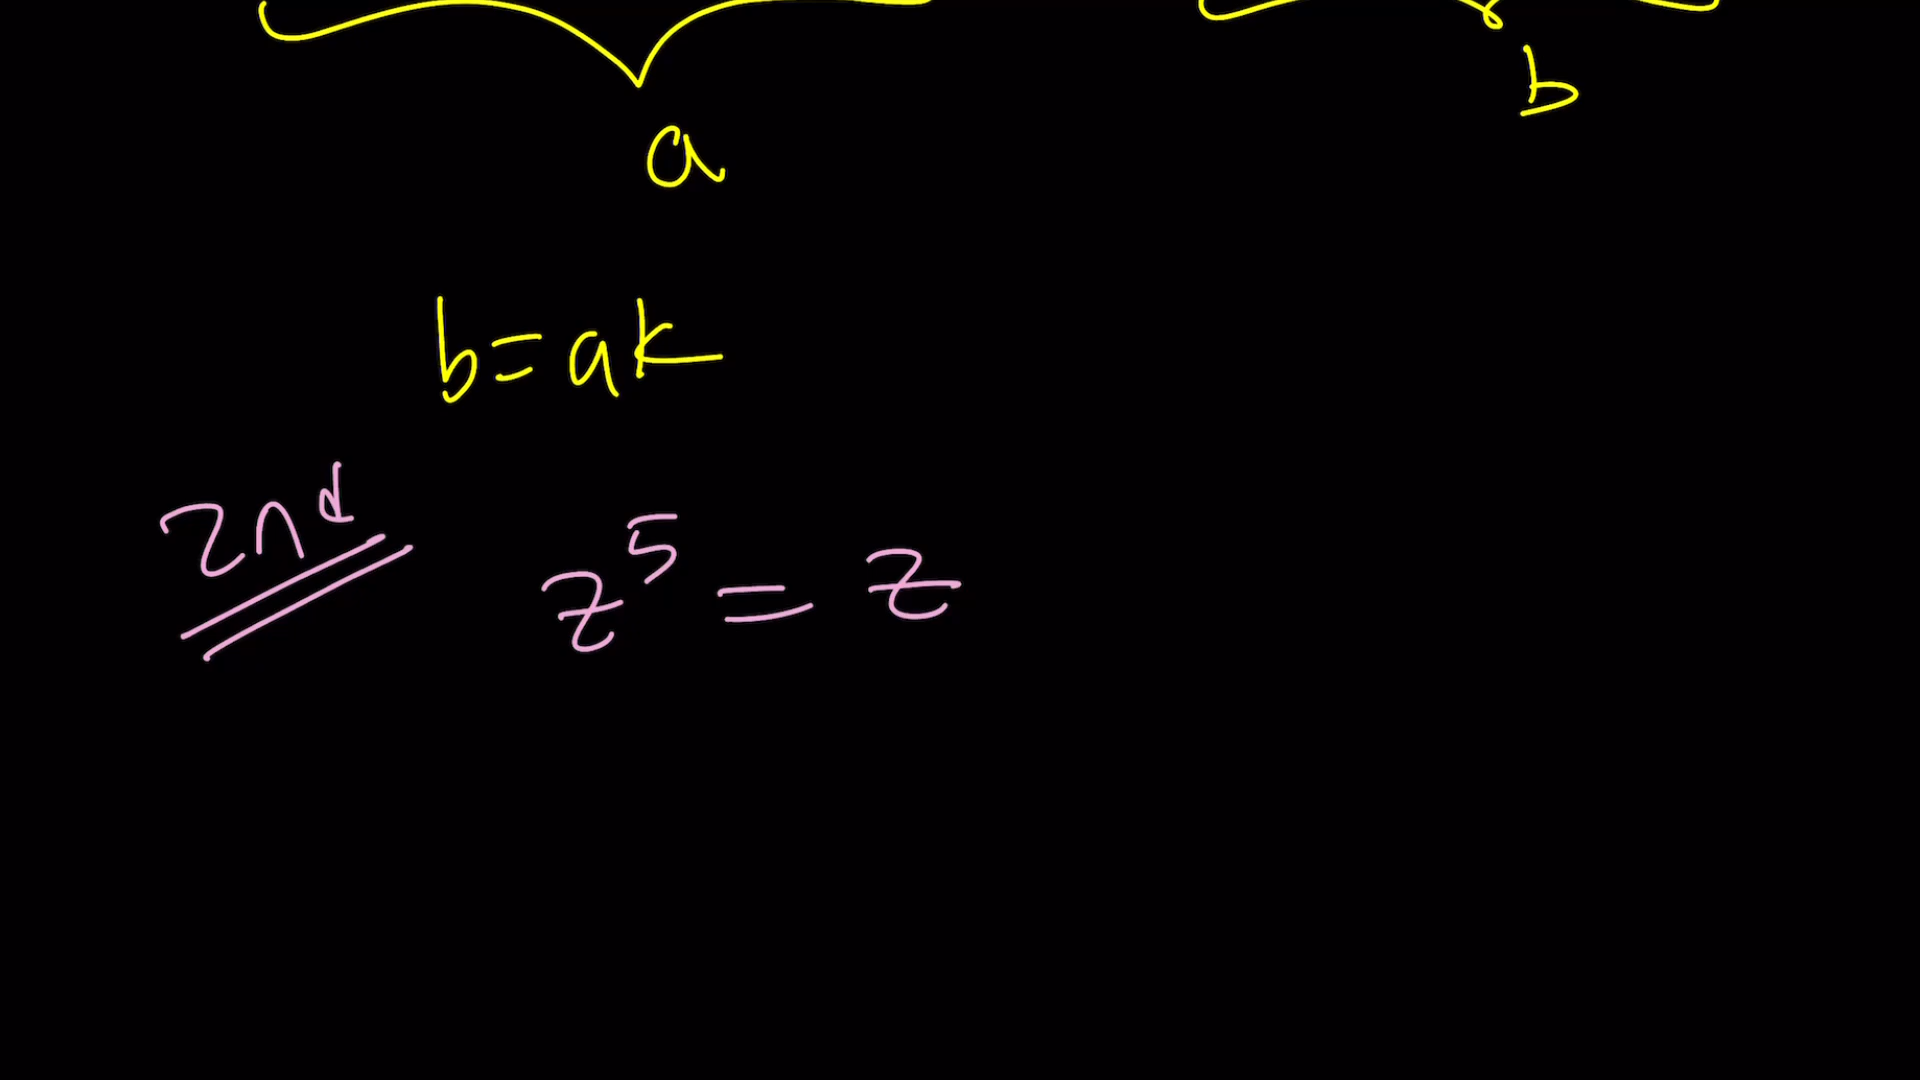 a
b
b=ak
2nd
z⁵ = z